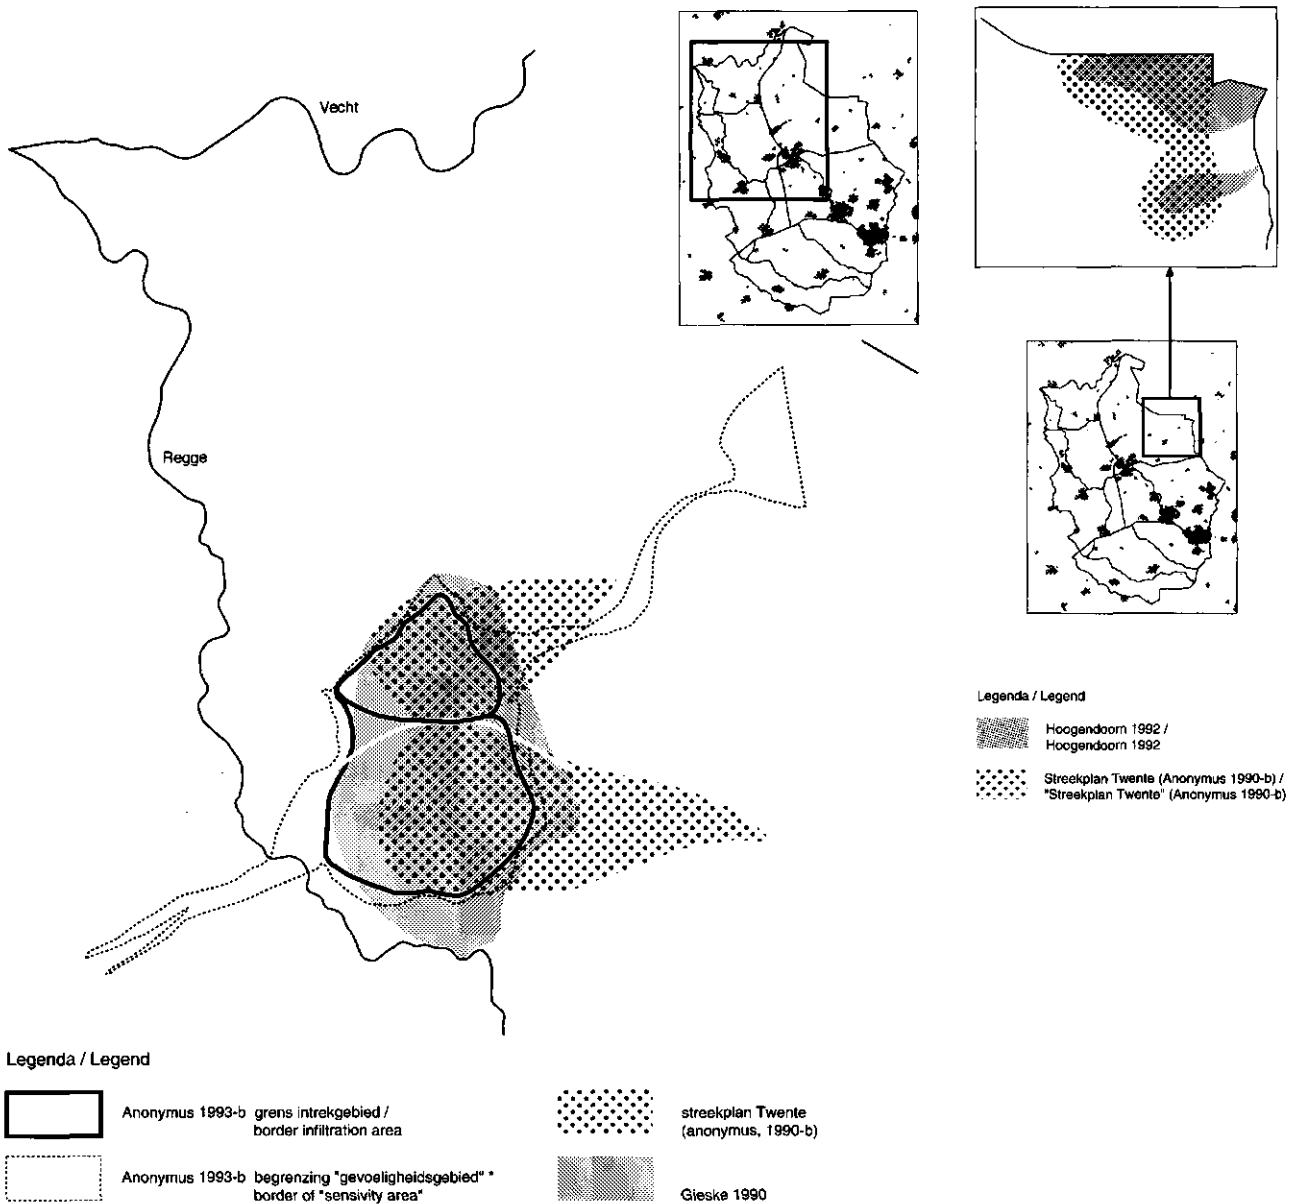 Vecht
Regge
Legenda / Legend
Hoogendoorn 1992 /
Hoogendoorn 1992
Streekplan Twente (Anonymus 1990-b) /
"Streekplan Twente" (Anonymus 1990-b)
Legenda / Legend
Anonymus 1993-b grens intrekgebied /
border infiltration area
Anonymus 1993-b begrenzing "gevoeligheidsgebied" *
border of "sensivity area"
streekplan Twente
(anonymus, 1990-b)
Gieske 1990